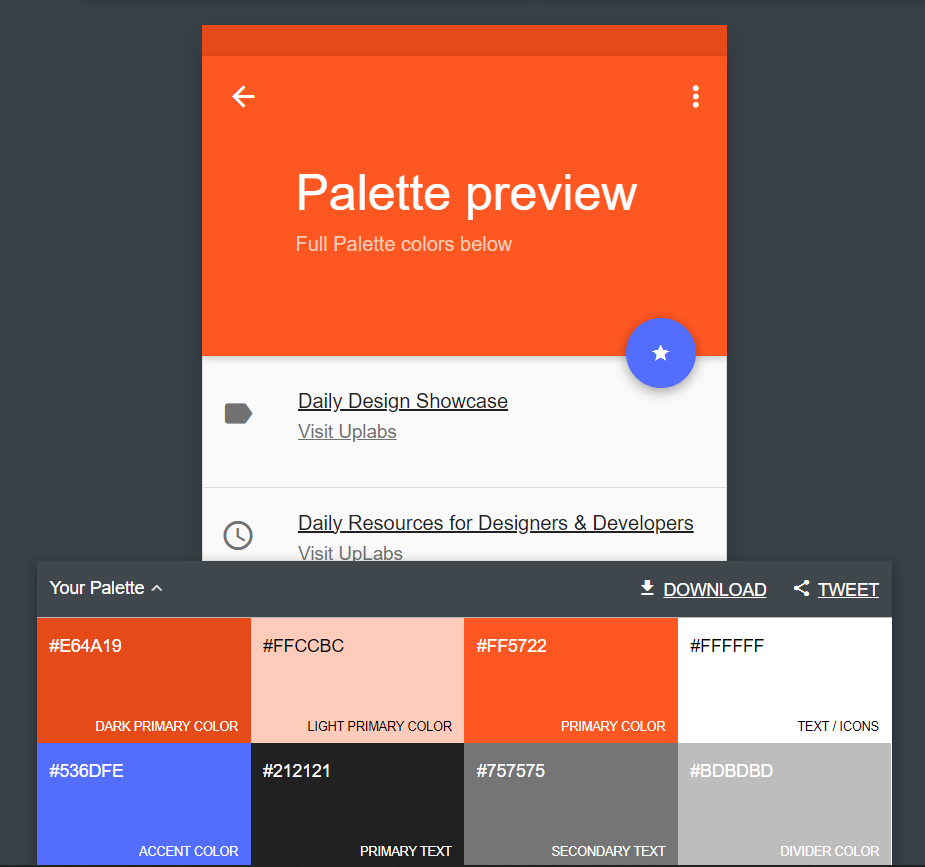 Palette preview
Full Palette colors below
Daily Design Showcase
Visit Uplabs
Daily Resources for Designers & Developers
Visit UpLabs
Your Palette
DOWNLOAD
TWEET
#E64A19
DARK PRIMARY COLOR
#FFCCBC
LIGHT PRIMARY COLOR
#FF5722
PRIMARY COLOR
#FFFFFF
TEXT / ICONS
#536DFE
ACCENT COLOR
#212121
PRIMARY TEXT
#757575
SECONDARY TEXT
#BDBDBD
DIVIDER COLOR